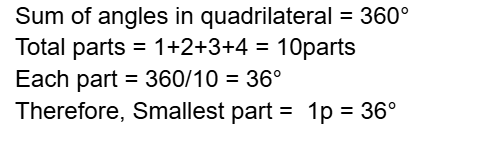 Sum of angles in quadrilateral = 360°
Total parts = 1+2+3+4 = 10parts
Each part = 360/10 = 36°
Therefore, Smallest part =  1p = 36°